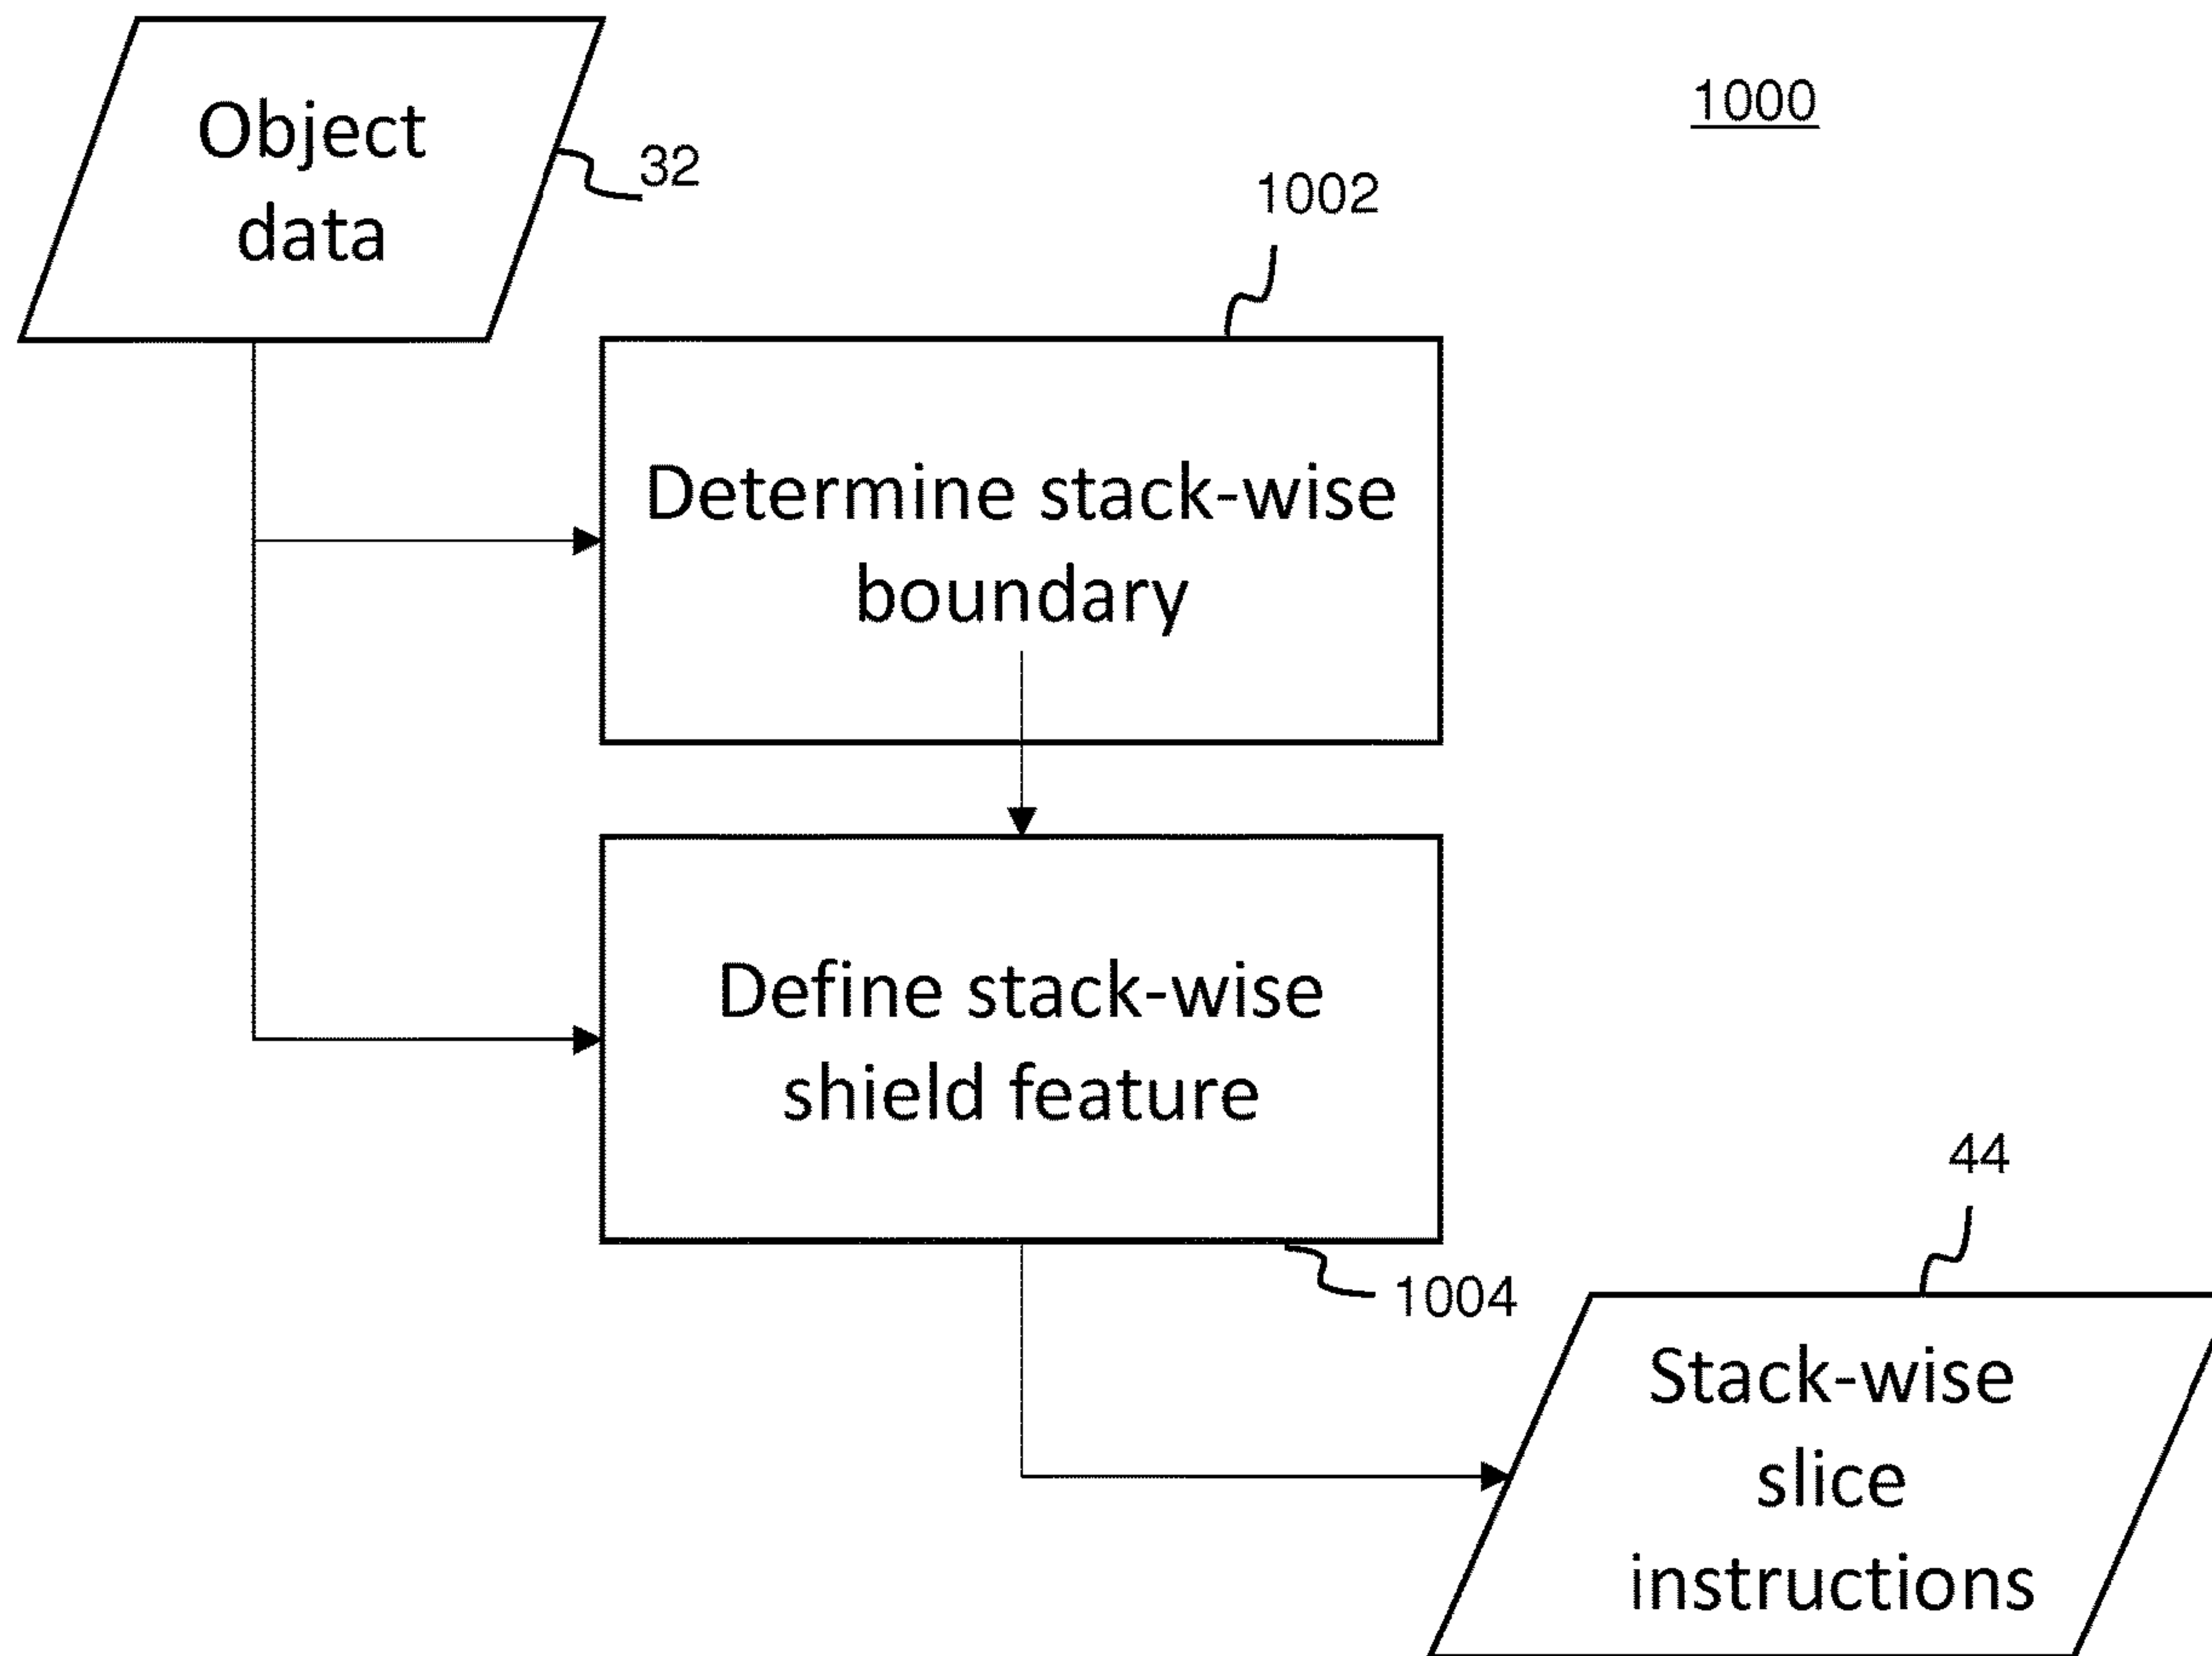 Object
data
32
1000
1002
Determine stack-wise
boundary
Define stack-wise
shield feature
1004
44
Stack-wise
slice
instructions